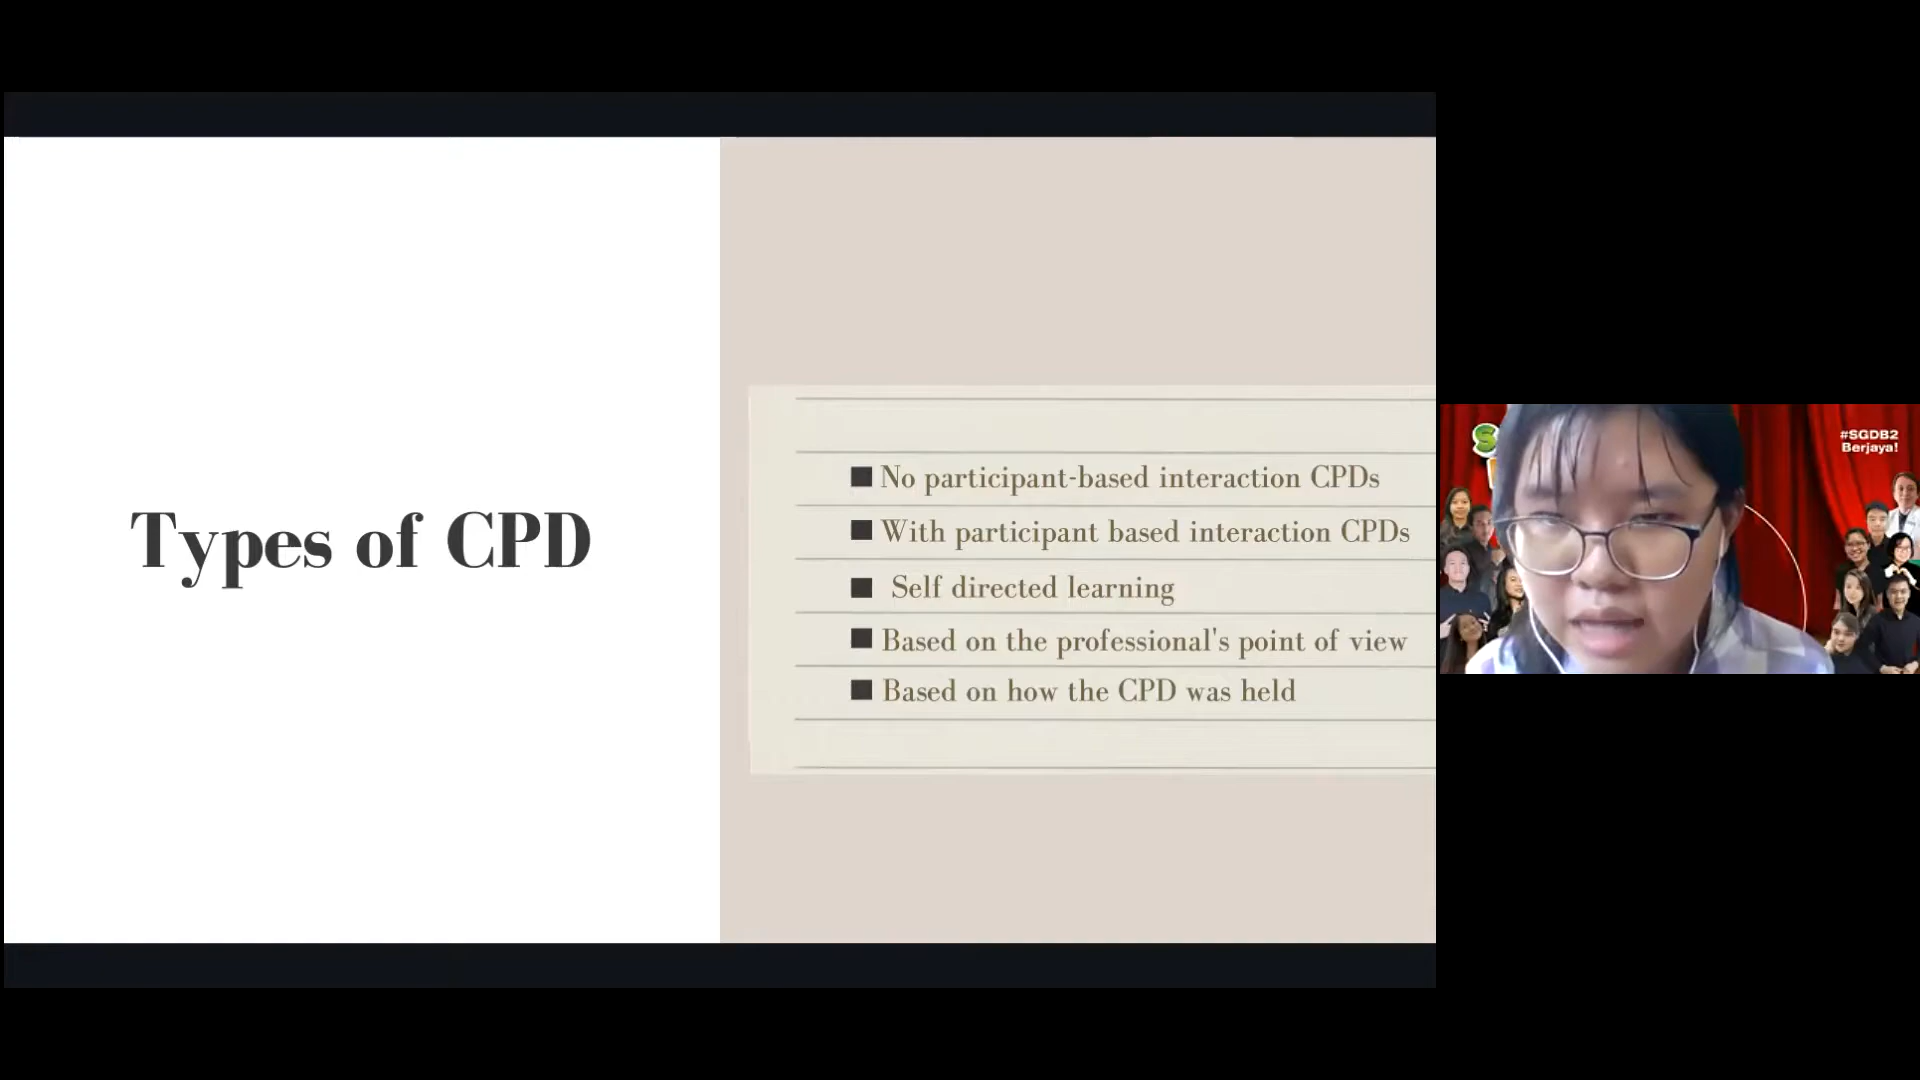 Types of CPD
No participant-based interaction CPDs
With participant based interaction CPDs
Self directed learning
Based on the professional's point of view
Based on how the CPD was held
#SGDB2
Berjaya!